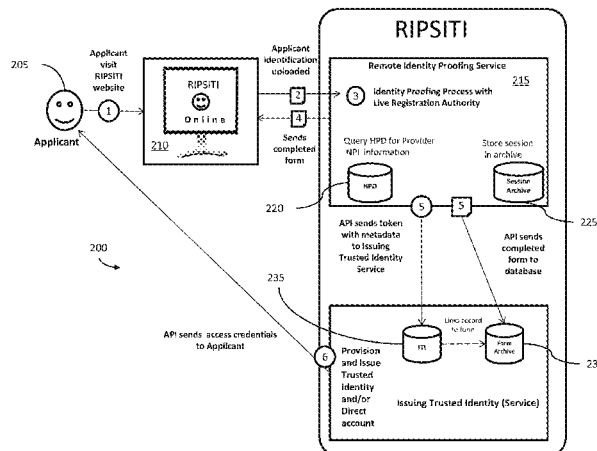 RIPSITI
205
Applicant
visit
RIPSITI
website
1
Applicant
RIPSITI
Online
210
Applicant
identification
uploaded
2
4
Sends
completed
form
Remote Identity Proofing Service
215
3
Identity Proofing Process with
Live Registration Authority
Query HPD for Provider
NPI information
HPD
220
Store session
in archive
Session
Archive
225
5
5
API sends token
with metadata to
Issuing Trusted
Identity Service
API sends
completed
form to
database
200
235
API sends access credentials
to Applicant
6
Provision
and Issue
Trusted
identity
and/or
Direct
account
Links
to form
Form
Archive
23
Issuing Trusted Identity (Service)